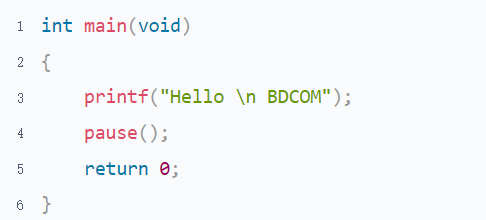 1 int main(void)
2 {
3     printf("Hello \n BDCOM");
4     pause();
5     return 0;
6 }